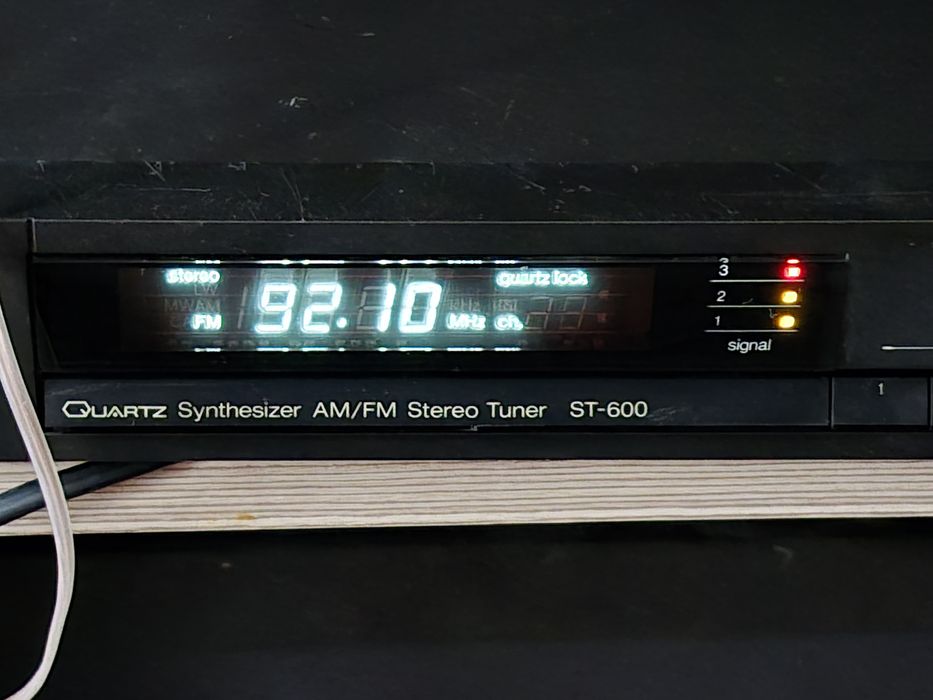 stereo quartz lock
LW
MW AM
FM 92.10 MHz ch.
3
2
1
signal
QUARTZ Synthesizer AM/FM Stereo Tuner ST-600
1